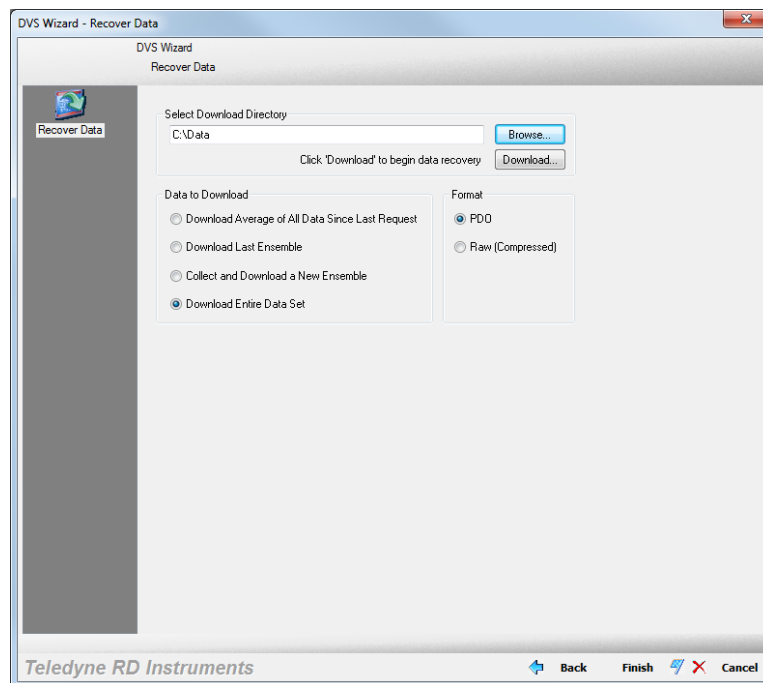 DVS Wizard - Recover Data
DVS Wizard
Recover Data
Recover Data
Select Download Directory
C:\Data
Browse...
Click 'Download' to begin data recovery
Download...
Data to Download
Download Average of All Data Since Last Request
Download Last Ensemble
Collect and Download a New Ensemble
Download Entire Data Set
Format
PD0
Raw (Compressed)
Teledyne RD Instruments
Back
Finish
Cancel